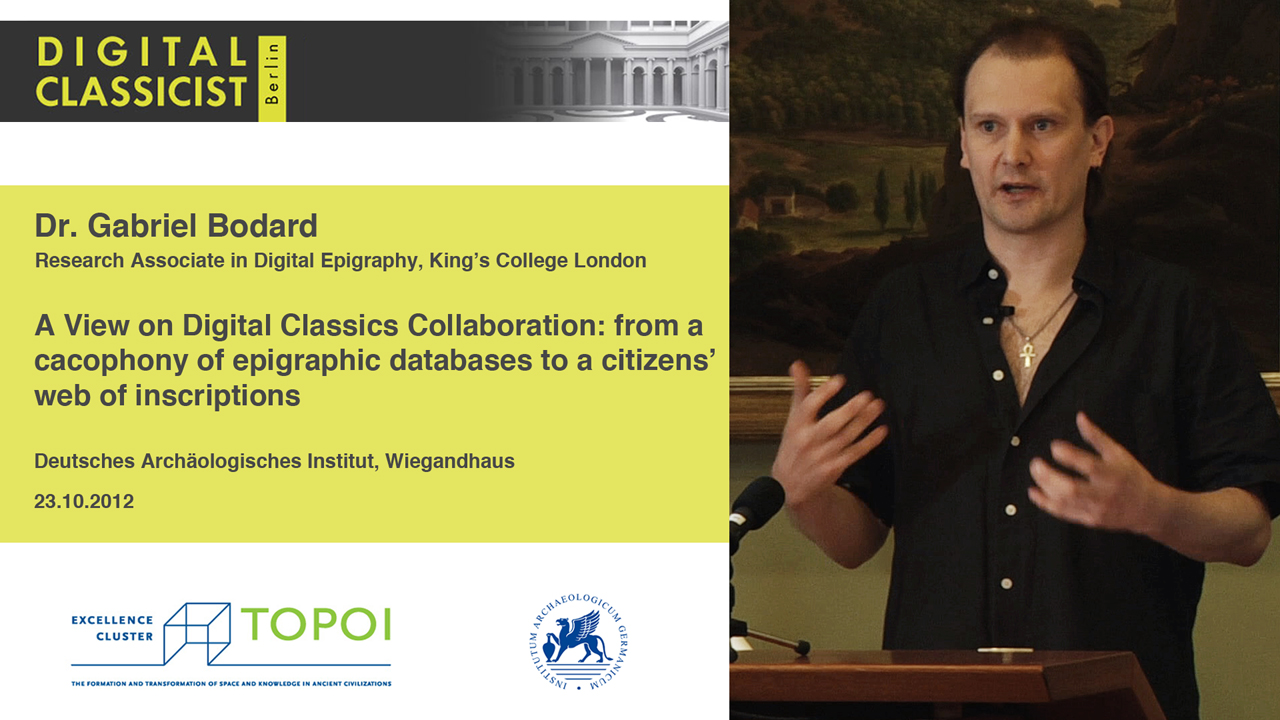 DIGITAL
CLASSICIST
Berlin
Dr. Gabriel Bodard
Research Associate in Digital Epigraphy, King's College London
A View on Digital Classics Collaboration: from a
cacophony of epigraphic databases to a citizens'
web of inscriptions
Deutsches Archäologisches Institut, Wiegandhaus
23.10.2012
EXCELLENCE
CLUSTER
TOPOI
THE FORMATION AND TRANSFORMATION OF SPACE AND KNOWLEDGE IN ANCIENT CIVILIZATIONS
INSTITUTUM ARCHAEOLOGICUM GERMANICUM